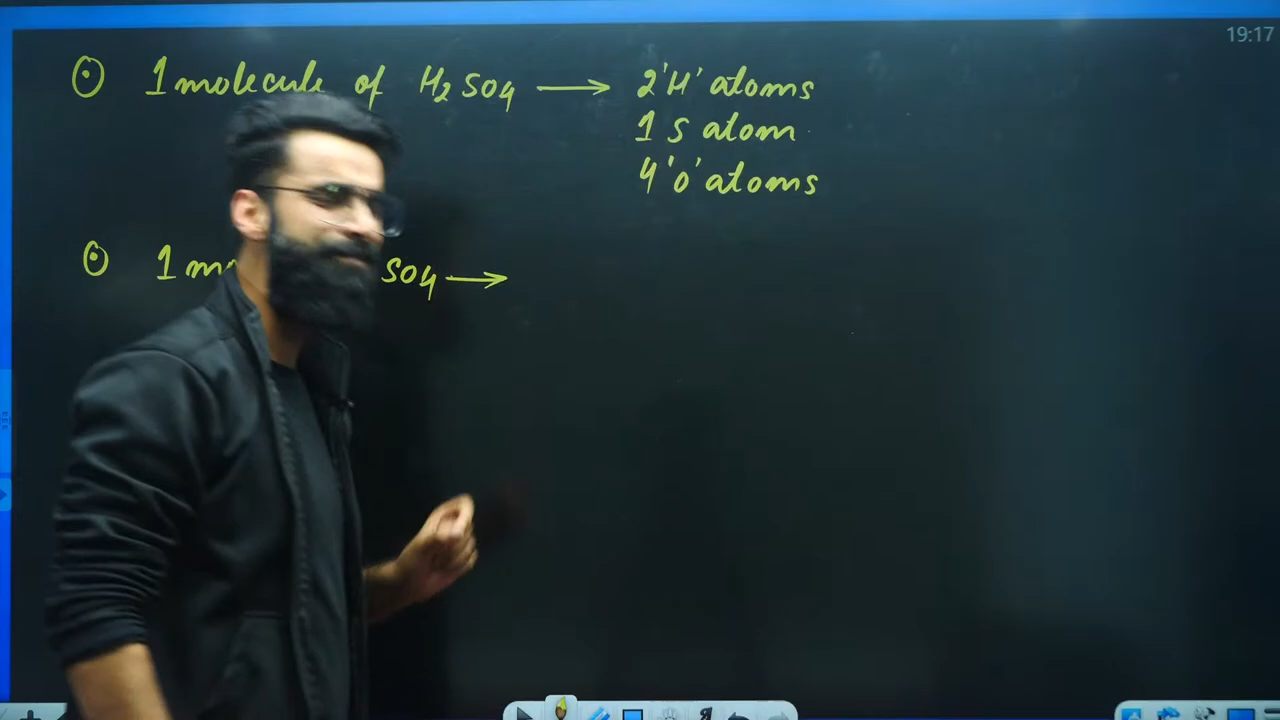 19:17
1 molecule of H₂SO₄ ⟶ 2'H' atoms
1 S atom
4'O' atoms
1 SO₄ ⟶